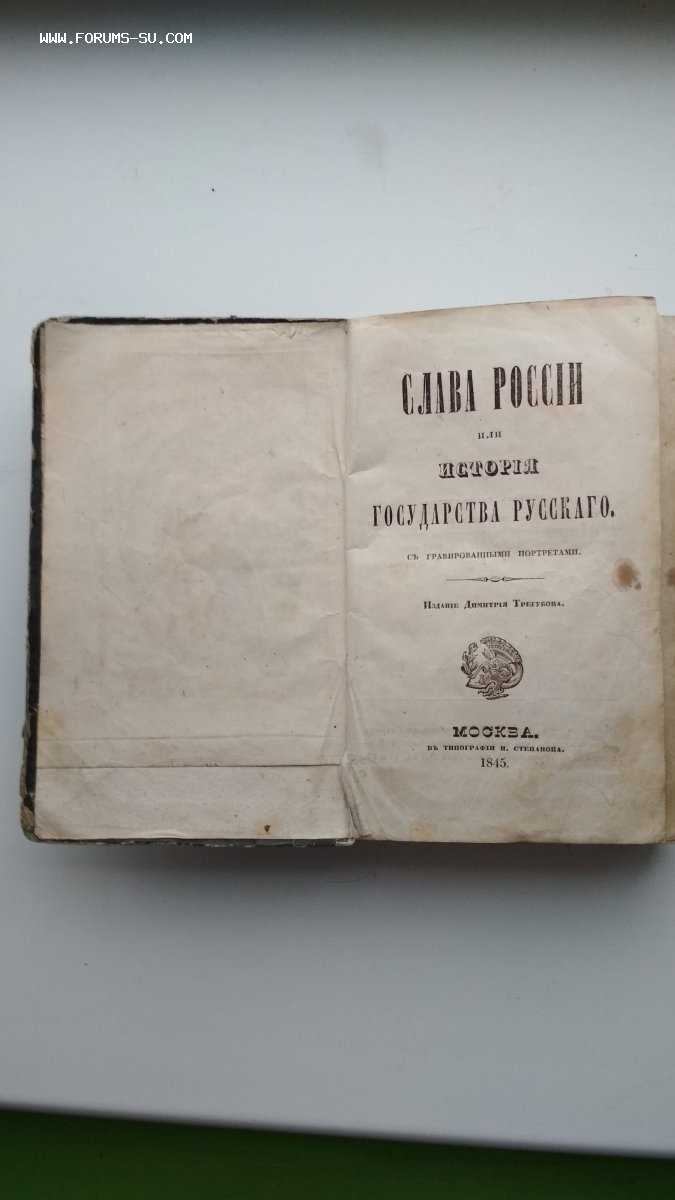 WWW.FORUMS-SU.COM
СЛАВА РОССІИ
ИЛИ
ИСТОРІЯ
ГОСУДАРСТВА РУССКАГО.
СЪ ГРАВИРОВАННЫМИ ПОРТРЕТАМИ.
ИЗДАНІЕ ДИМИТРІЯ ТРЕГУБОВА.
МОСКВА.
ВЪ ТИПОГРАФІИ Н. СТЕПАНОВА.
1845.